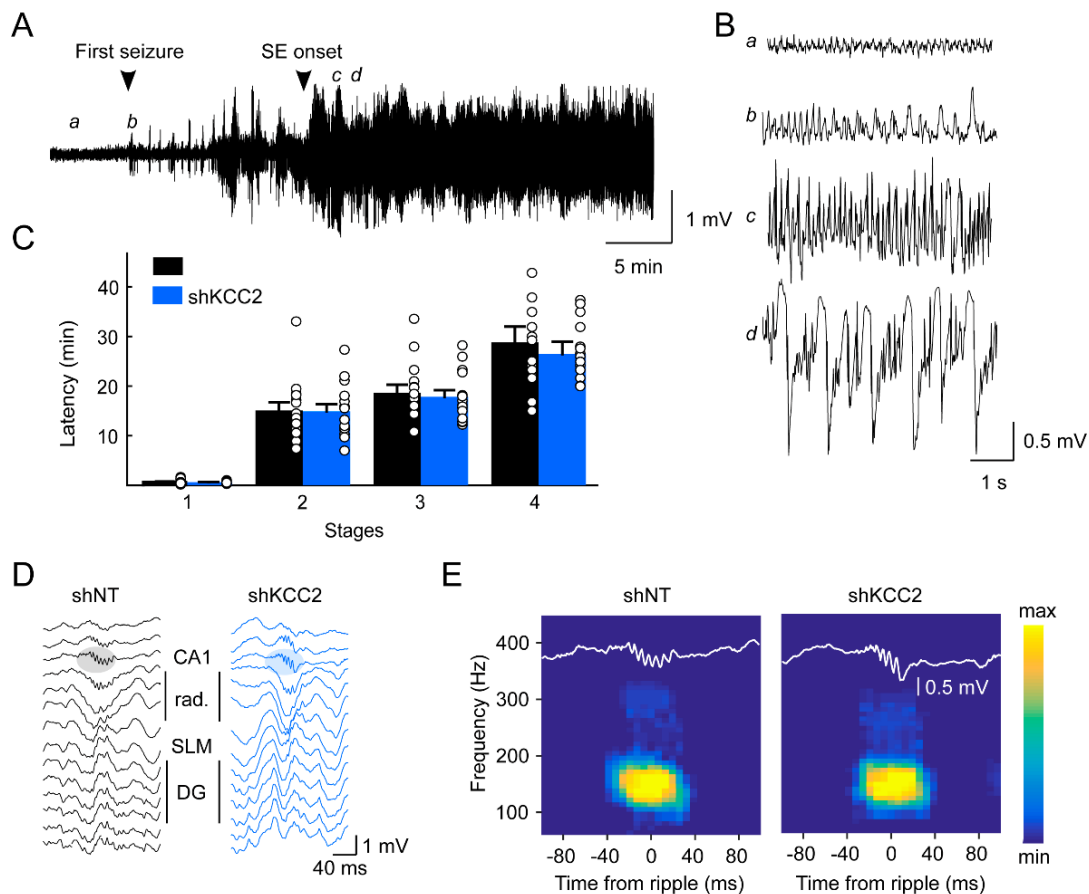 A
First seizure
SE onset
a
b
c
d
1 mV
5 min
B
a
b
c
d
0.5 mV
1 s
C
shKCC2
Latency (min)
40
30
20
10
1
2
3
4
Stages
D
shNT
shKCC2
CA1
rad.
SLM
DG
1 mV
40 ms
E
shNT
shKCC2
max
Frequency (Hz)
400
300
200
100
0.5 mV
min
-80 -40 0 40 80
-80 -40 0 40 80
Time from ripple (ms)
Time from ripple (ms)